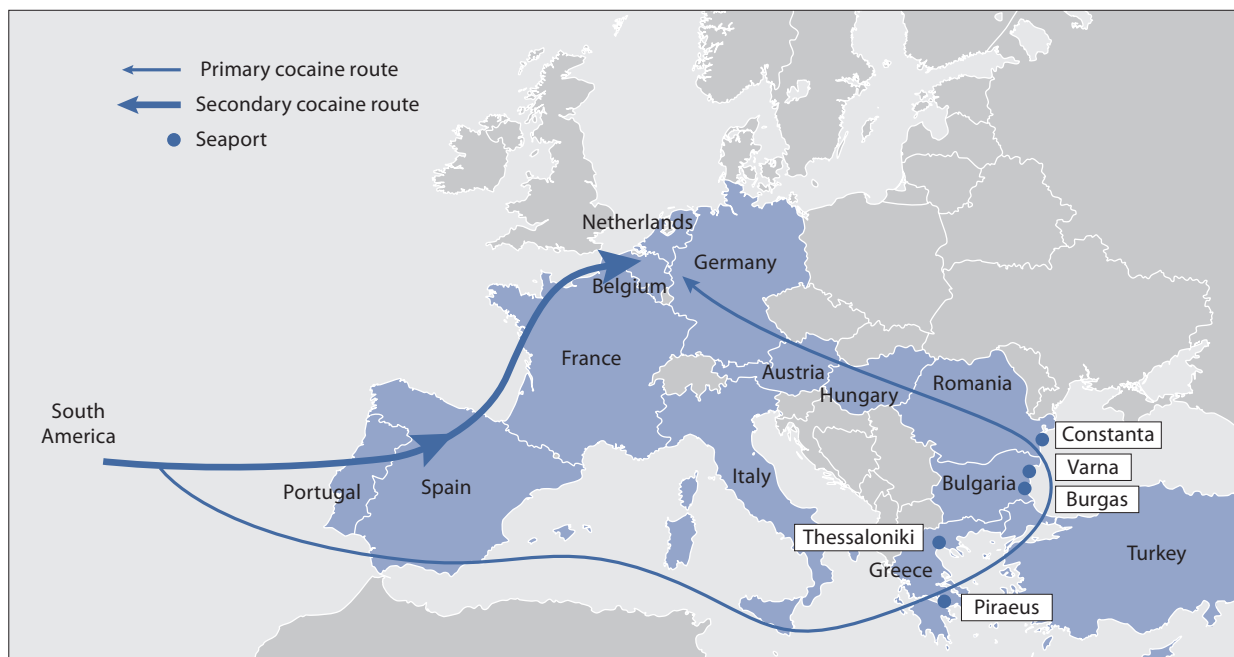 Primary cocaine route
Secondary cocaine route
Seaport
Netherlands
Germany
Belgium
France
Austria
Hungary
Romania
South
America
Constanta
Varna
Portugal
Spain
Italy
Bulgaria
Burgas
Thessaloniki
Greece
Turkey
Piraeus